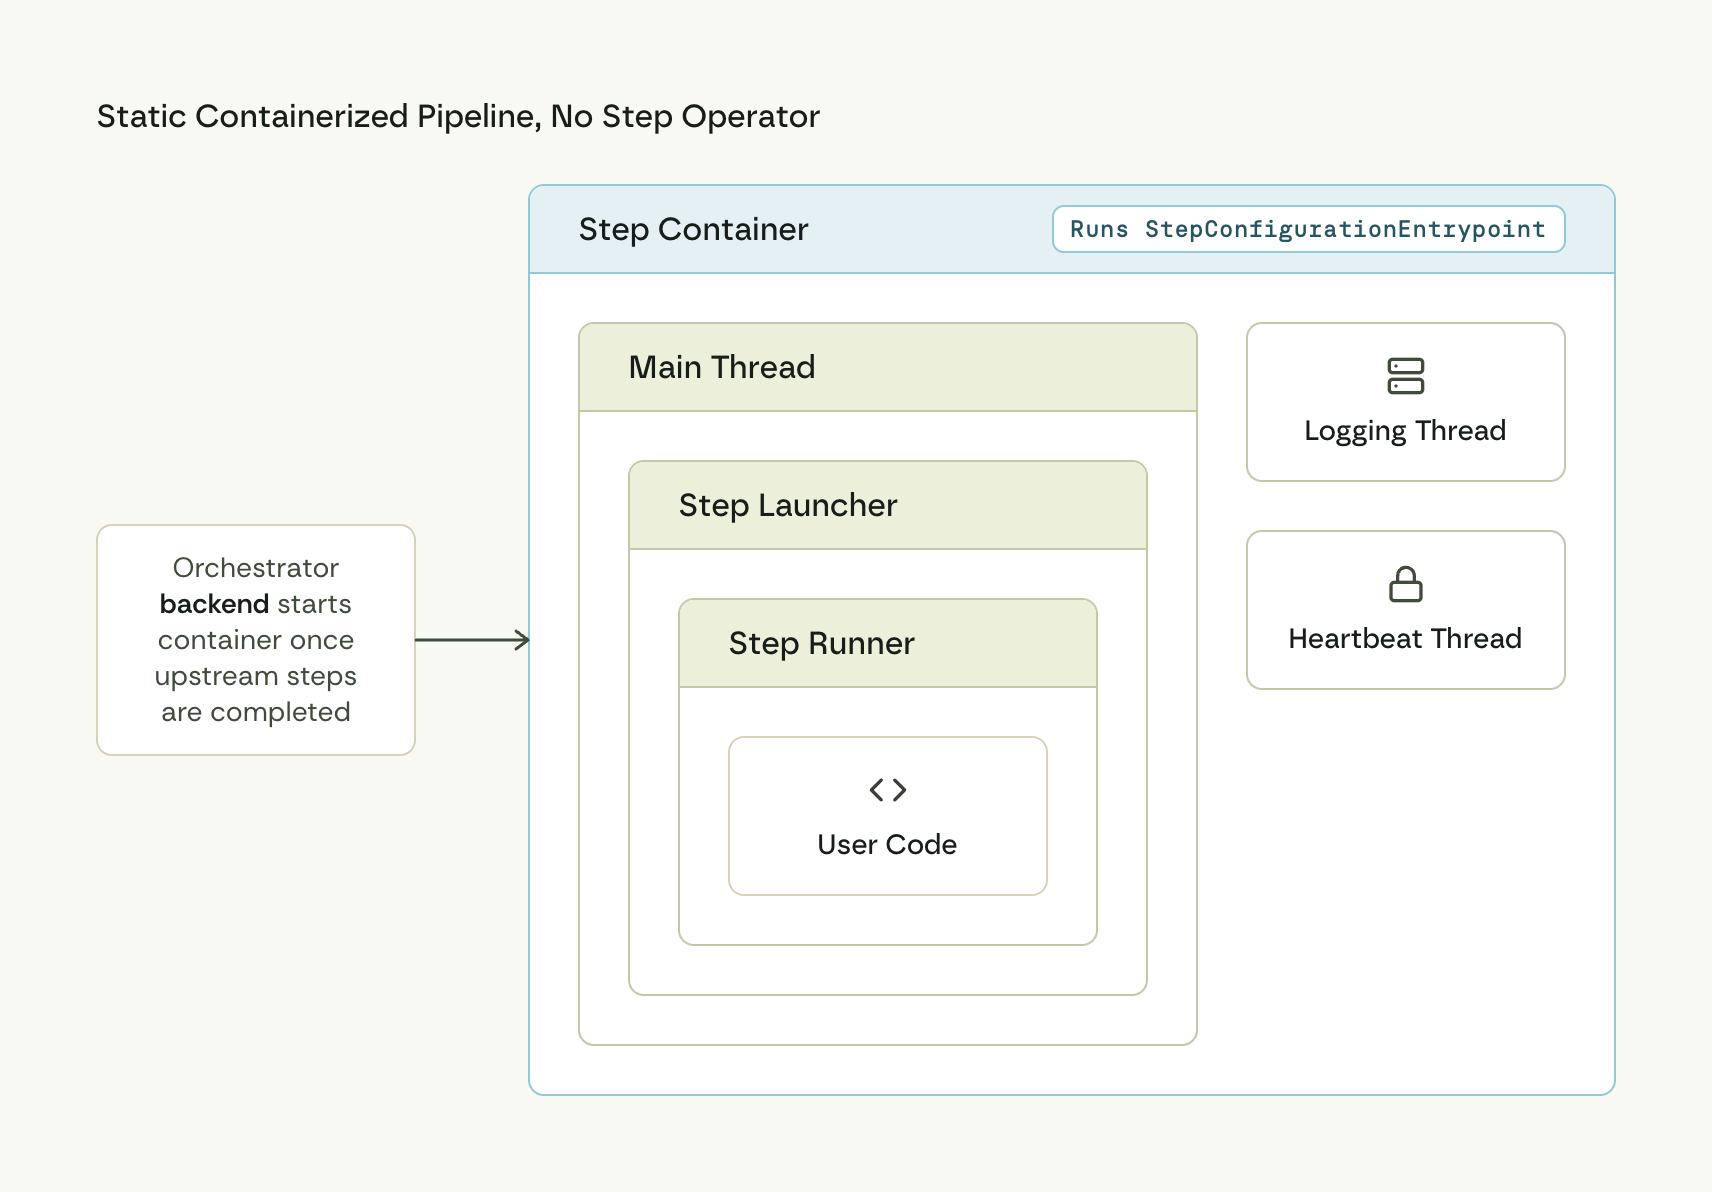 Static Containerized Pipeline, No Step Operator
Step Container
Runs StepConfigurationEntrypoint
Main Thread
Step Launcher
Step Runner
User Code
Logging Thread
Heartbeat Thread
Orchestrator
backend starts
container once
upstream steps
are completed